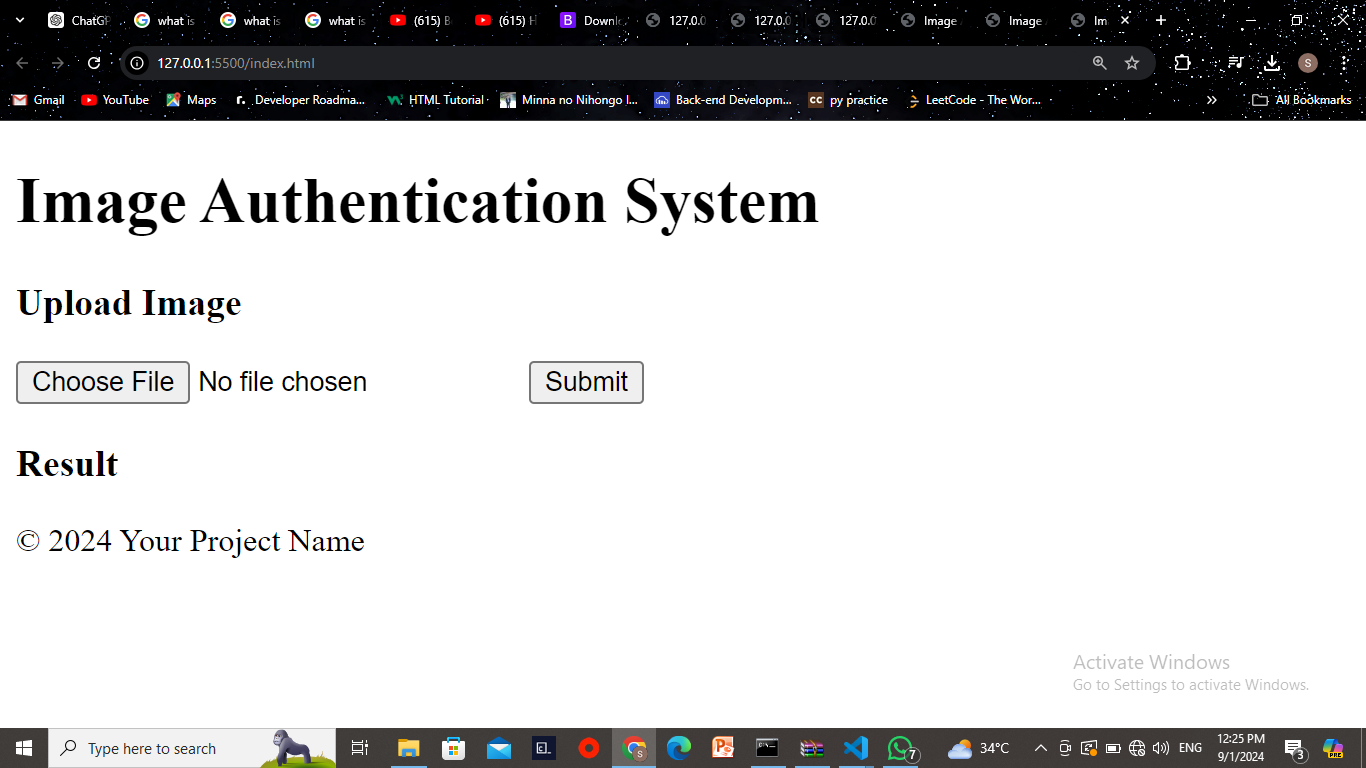 ChatGP
what is
what is
what is
(615) B
(615) H
Downl
127.0.0
127.0.0
127.0.0
Image
Image
Im
127.0.0.1:5500/index.html
S
Gmail
YouTube
Maps
Developer Roadma...
HTML Tutorial
Minna no Nihongo I...
Back-end Developm...
py practice
LeetCode - The Wor...
All Bookmarks
Image Authentication System
Upload Image
Choose File No file chosen Submit
Result
© 2024 Your Project Name
Activate Windows
Go to Settings to activate Windows.
Type here to search
7
34°C
ENG
12:25 PM
9/1/2024
3